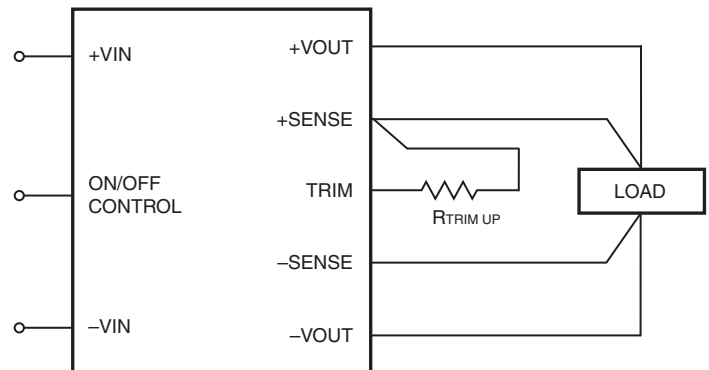 +VIN
ON/OFF
CONTROL
–VIN
+VOUT
+SENSE
TRIM
–SENSE
–VOUT
RTRIM UP
LOAD